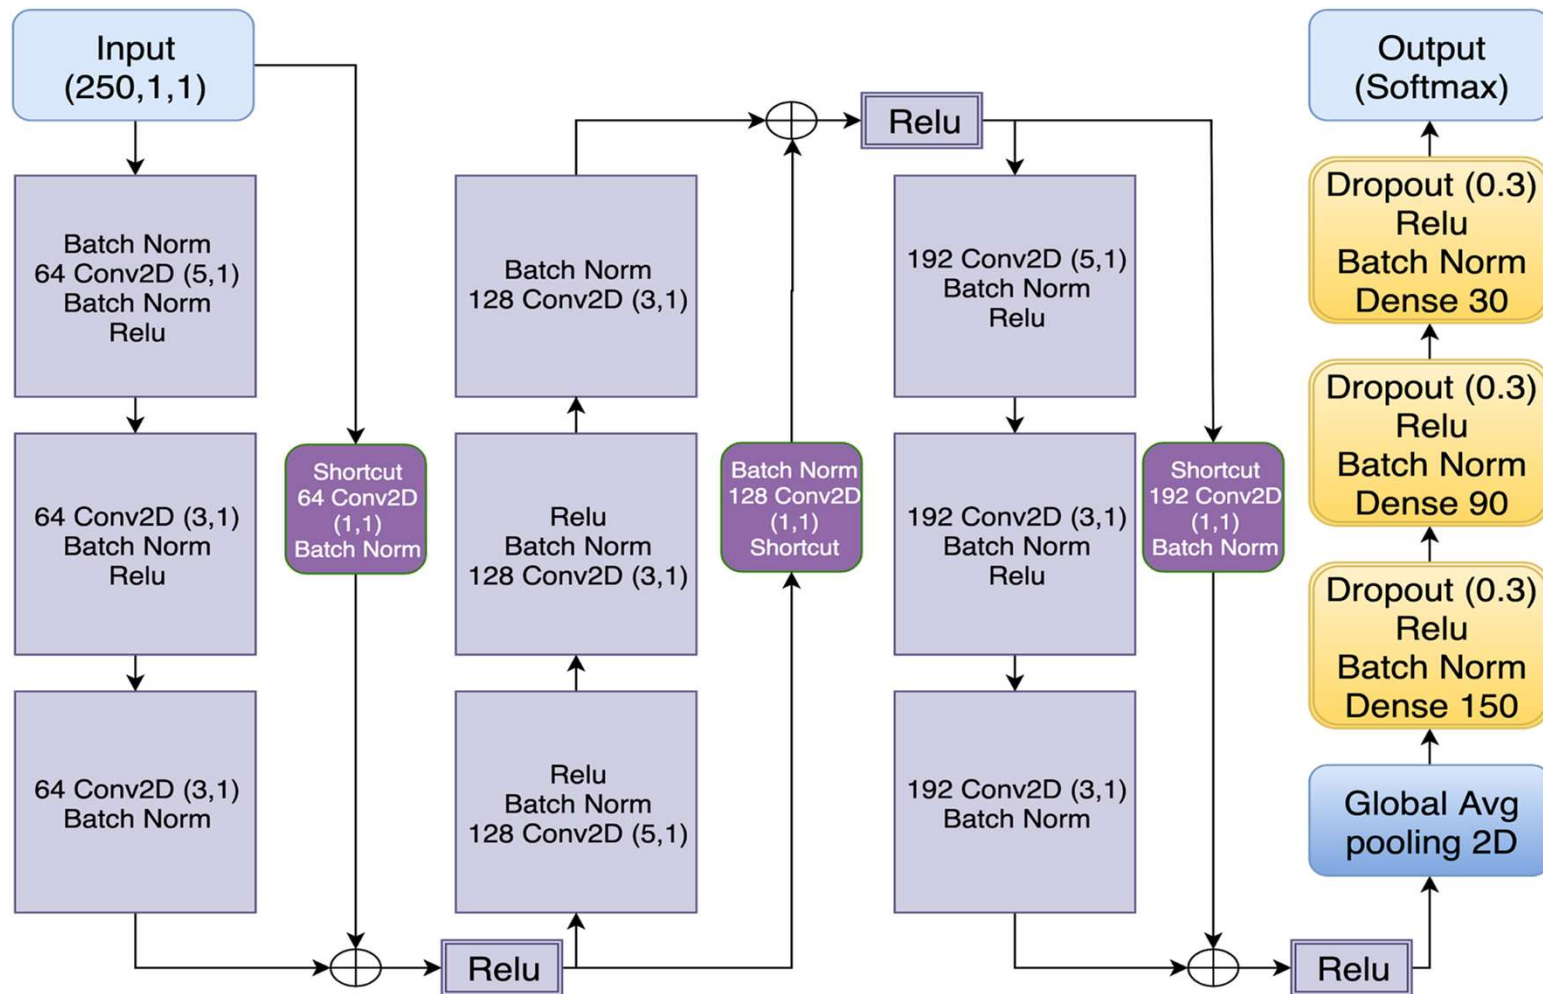 Input
(250,1,1)
Batch Norm
64 Conv2D (5,1)
Batch Norm
Relu
64 Conv2D (3,1)
Batch Norm
Relu
64 Conv2D (3,1)
Batch Norm
Shortcut
64 Conv2D
(1,1)
Batch Norm
Relu
Batch Norm
128 Conv2D (3,1)
Relu
Batch Norm
128 Conv2D (3,1)
Relu
Batch Norm
128 Conv2D (5,1)
Batch Norm
128 Conv2D
(1,1)
Shortcut
Relu
192 Conv2D (5,1)
Batch Norm
Relu
192 Conv2D (3,1)
Batch Norm
Relu
192 Conv2D (3,1)
Batch Norm
Shortcut
192 Conv2D
(1,1)
Batch Norm
Relu
Output
(Softmax)
Dropout (0.3)
Relu
Batch Norm
Dense 30
Dropout (0.3)
Relu
Batch Norm
Dense 90
Dropout (0.3)
Relu
Batch Norm
Dense 150
Global Avg
pooling 2D